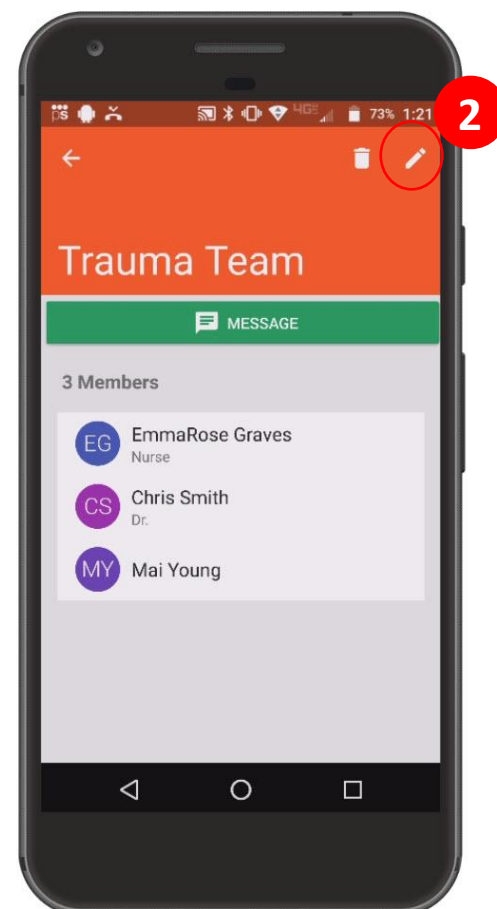 4GE 73% 1:21
2
Trauma Team
MESSAGE
3 Members
EG EmmaRose Graves
Nurse
CS Chris Smith
Dr.
MY Mai Young